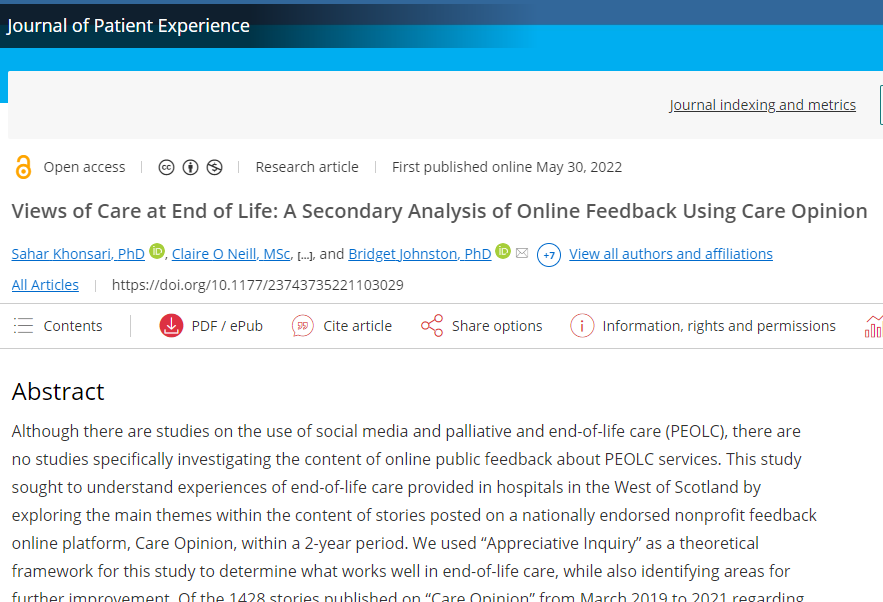 Journal of Patient Experience
Journal indexing and metrics
Open access | cc | Research article | First published online May 30, 2022
Views of Care at End of Life: A Secondary Analysis of Online Feedback Using Care Opinion
Sahar Khonsari, PhD iD, Claire O Neill, MSc, [...], and Bridget Johnston, PhD iD +7 View all authors and affiliations
All Articles | https://doi.org/10.1177/23743735221103029
Contents | PDF / ePub Cite article Share options Information, rights and permissions
Abstract
Although there are studies on the use of social media and palliative and end-of-life care (PEOLC), there are
no studies specifically investigating the content of online public feedback about PEOLC services. This study
sought to understand experiences of end-of-life care provided in hospitals in the West of Scotland by
exploring the main themes within the content of stories posted on a nationally endorsed nonprofit feedback
online platform, Care Opinion, within a 2-year period. We used “Appreciative Inquiry” as a theoretical
framework for this study to determine what works well in end-of-life care, while also identifying areas for
further improvement. Of the 1428 stories published on “Care Opinion” from March 2019 to 2021 regarding